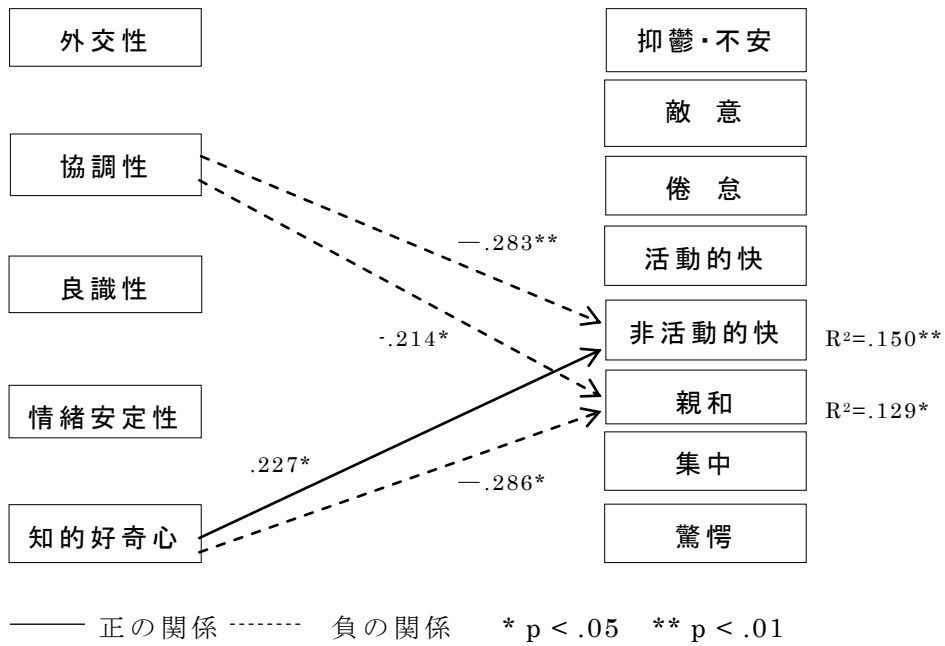 外交性
抑鬱･不安
敵 意
協調性
倦 怠
―.283**
活動的快
良識性
非活動的快
R²=.150**
-.214*
親和
R²=.129*
情緒安定性
集中
.227*
―.286*
知的好奇心
驚愕
正の関係 負の関係 * p < .05 ** p < .01